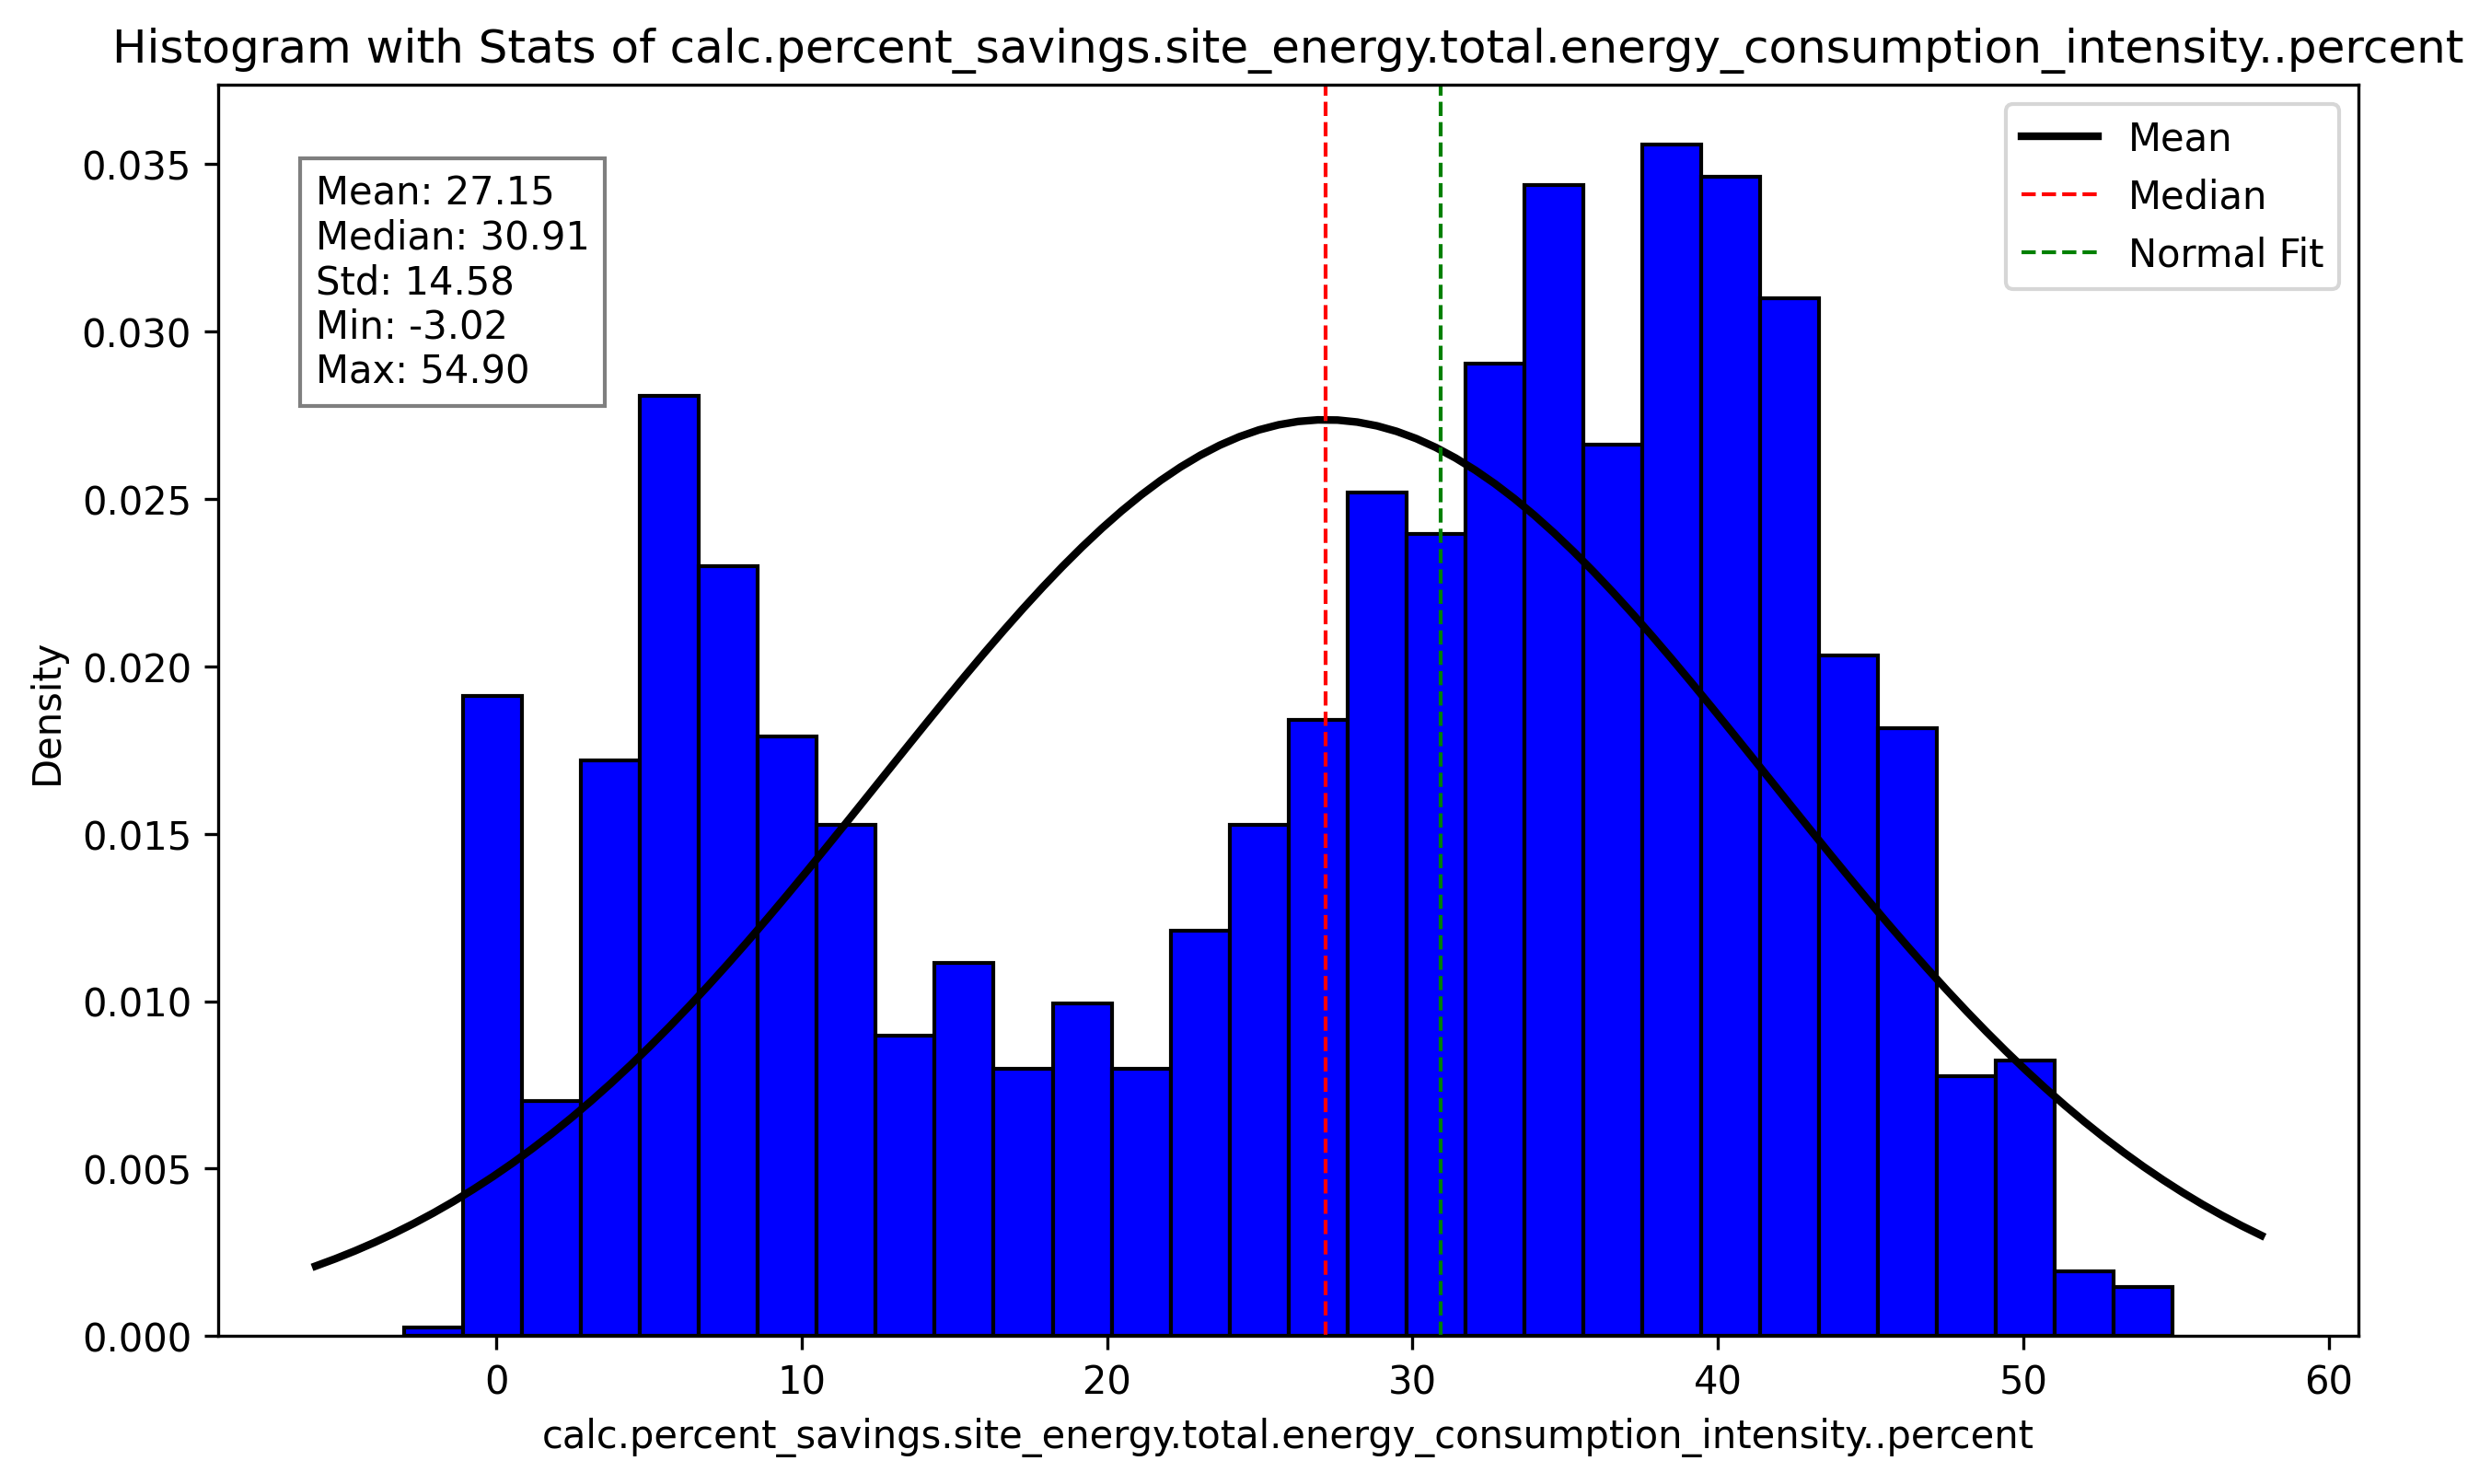 Histogram with Stats of calc.percent_savings.site_energy.total.energy_consumption_intensity..percent
Mean: 27.15
Median: 30.91
Std: 14.58
Min: -3.02
Max: 54.90
Mean
Median
Normal Fit
Density
0.035
0.030
0.025
0.020
0.015
0.010
0.005
0.000
0 10 20 30 40 50 60
calc.percent_savings.site_energy.total.energy_consumption_intensity..percent